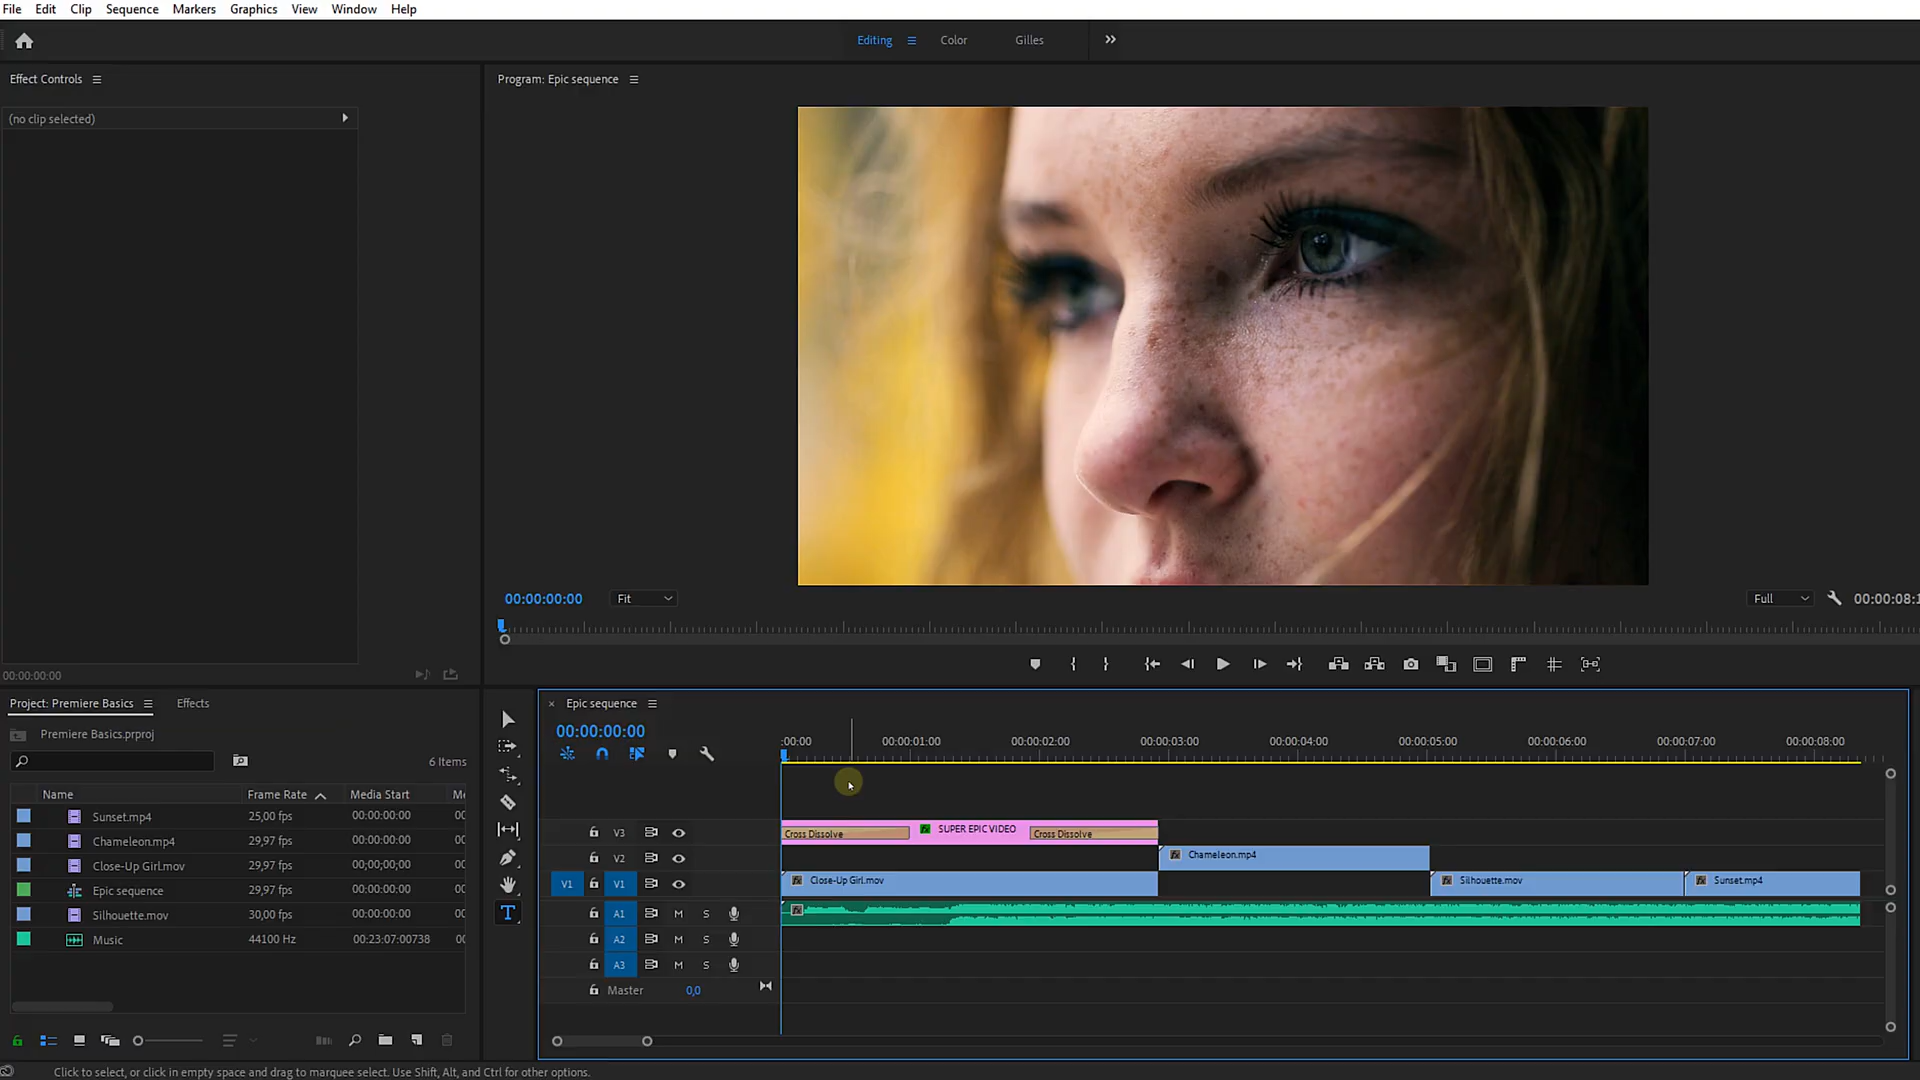 File Edit Clip Sequence Markers Graphics View Window Help
Editing Color Gilles
Effect Controls
(no clip selected)
00:00:00:00
Program: Epic sequence
00:00:00:00 Fit Full
Project: Premiere Basics Effects
Premiere Basics.prproj
6 Items
Name Frame Rate Media Start
Sunset.mp4 25,00 fps 00:00:00:00 00
Chameleon.mp4 29,97 fps 00:00:00:00 00
Close-Up Girl.mov 29,97 fps 00;00;00;00 00
Epic sequence 29,97 fps 00:00:00:00 00
Silhouette.mov 30,00 fps 00:00:00:00 00
Music 44100 Hz 00:23:07:00738 00
Epic sequence
00:00:00:00
:00:00 00:00:01:00 00:00:02:00 00:00:03:00 00:00:04:00 00:00:05:00 00:00:06:00 00:00:07:00 00:00:08:00
V3 Cross Dissolve SUPER EPIC VIDEO Cross Dissolve
V2 Chameleon.mp4
V1 V1 Close-Up Girl.mov Silhouette.mov Sunset.mp4
A1 M S
A2 M S
A3 M S
Master 0,0
Click to select, or click in empty space and drag to marquee select. Use Shift, Alt, and Ctrl for other options.